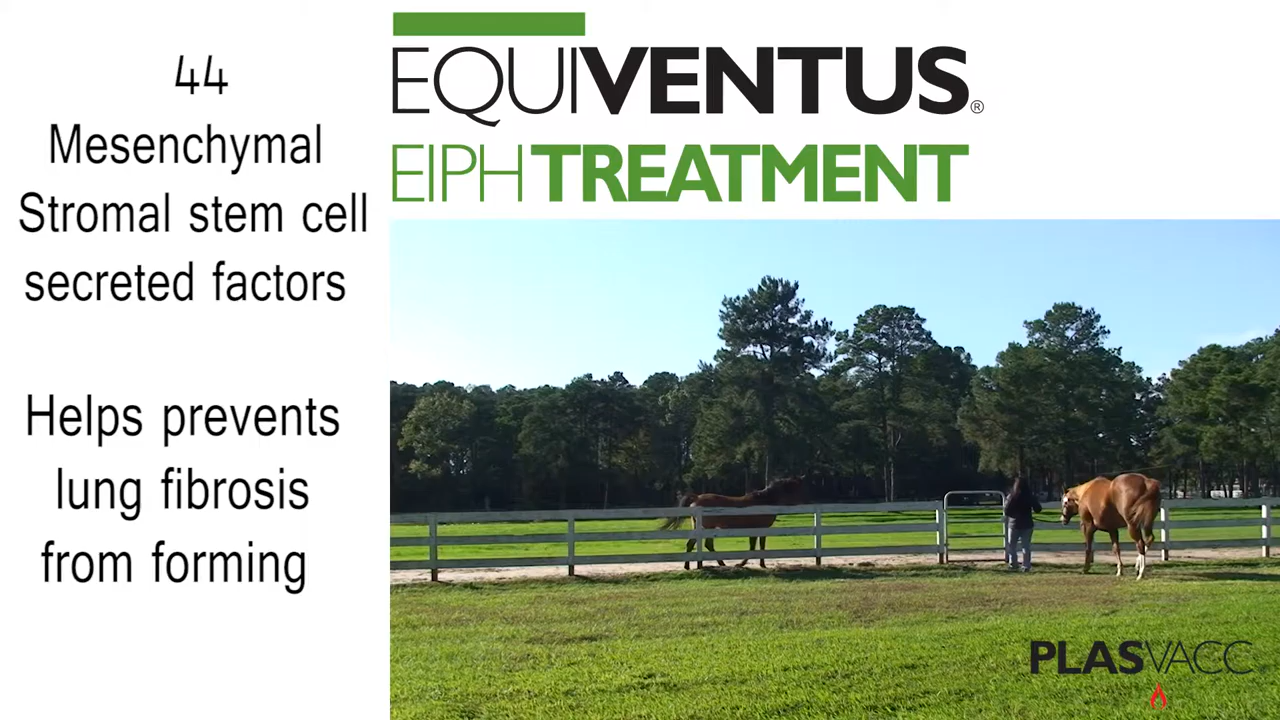 44
Mesenchymal
Stromal stem cell
secreted factors
Helps prevents
lung fibrosis
from forming
EQUIVENTUS®
EIPH TREATMENT
PLASVACC